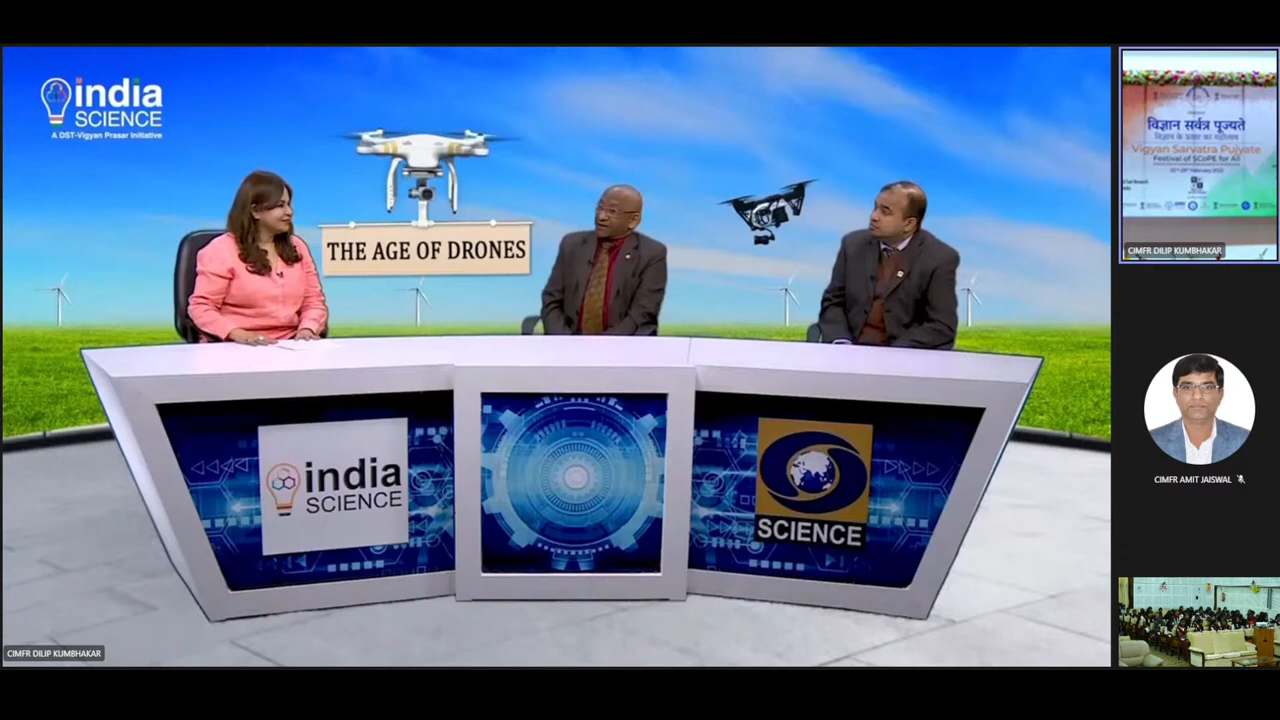 india
SCIENCE
A DST-Vigyan Prasar Initiative
THE AGE OF DRONES
india
SCIENCE
SCIENCE
CIMFR DILIP KUMBHAKAR
विज्ञान सर्वत्र पूज्यते
Vigyan Sarvatra Pujyate
Festival of SCoPE for All
CIMFR DILIP KUMBHAKAR
CIMFR AMIT JAISWAL